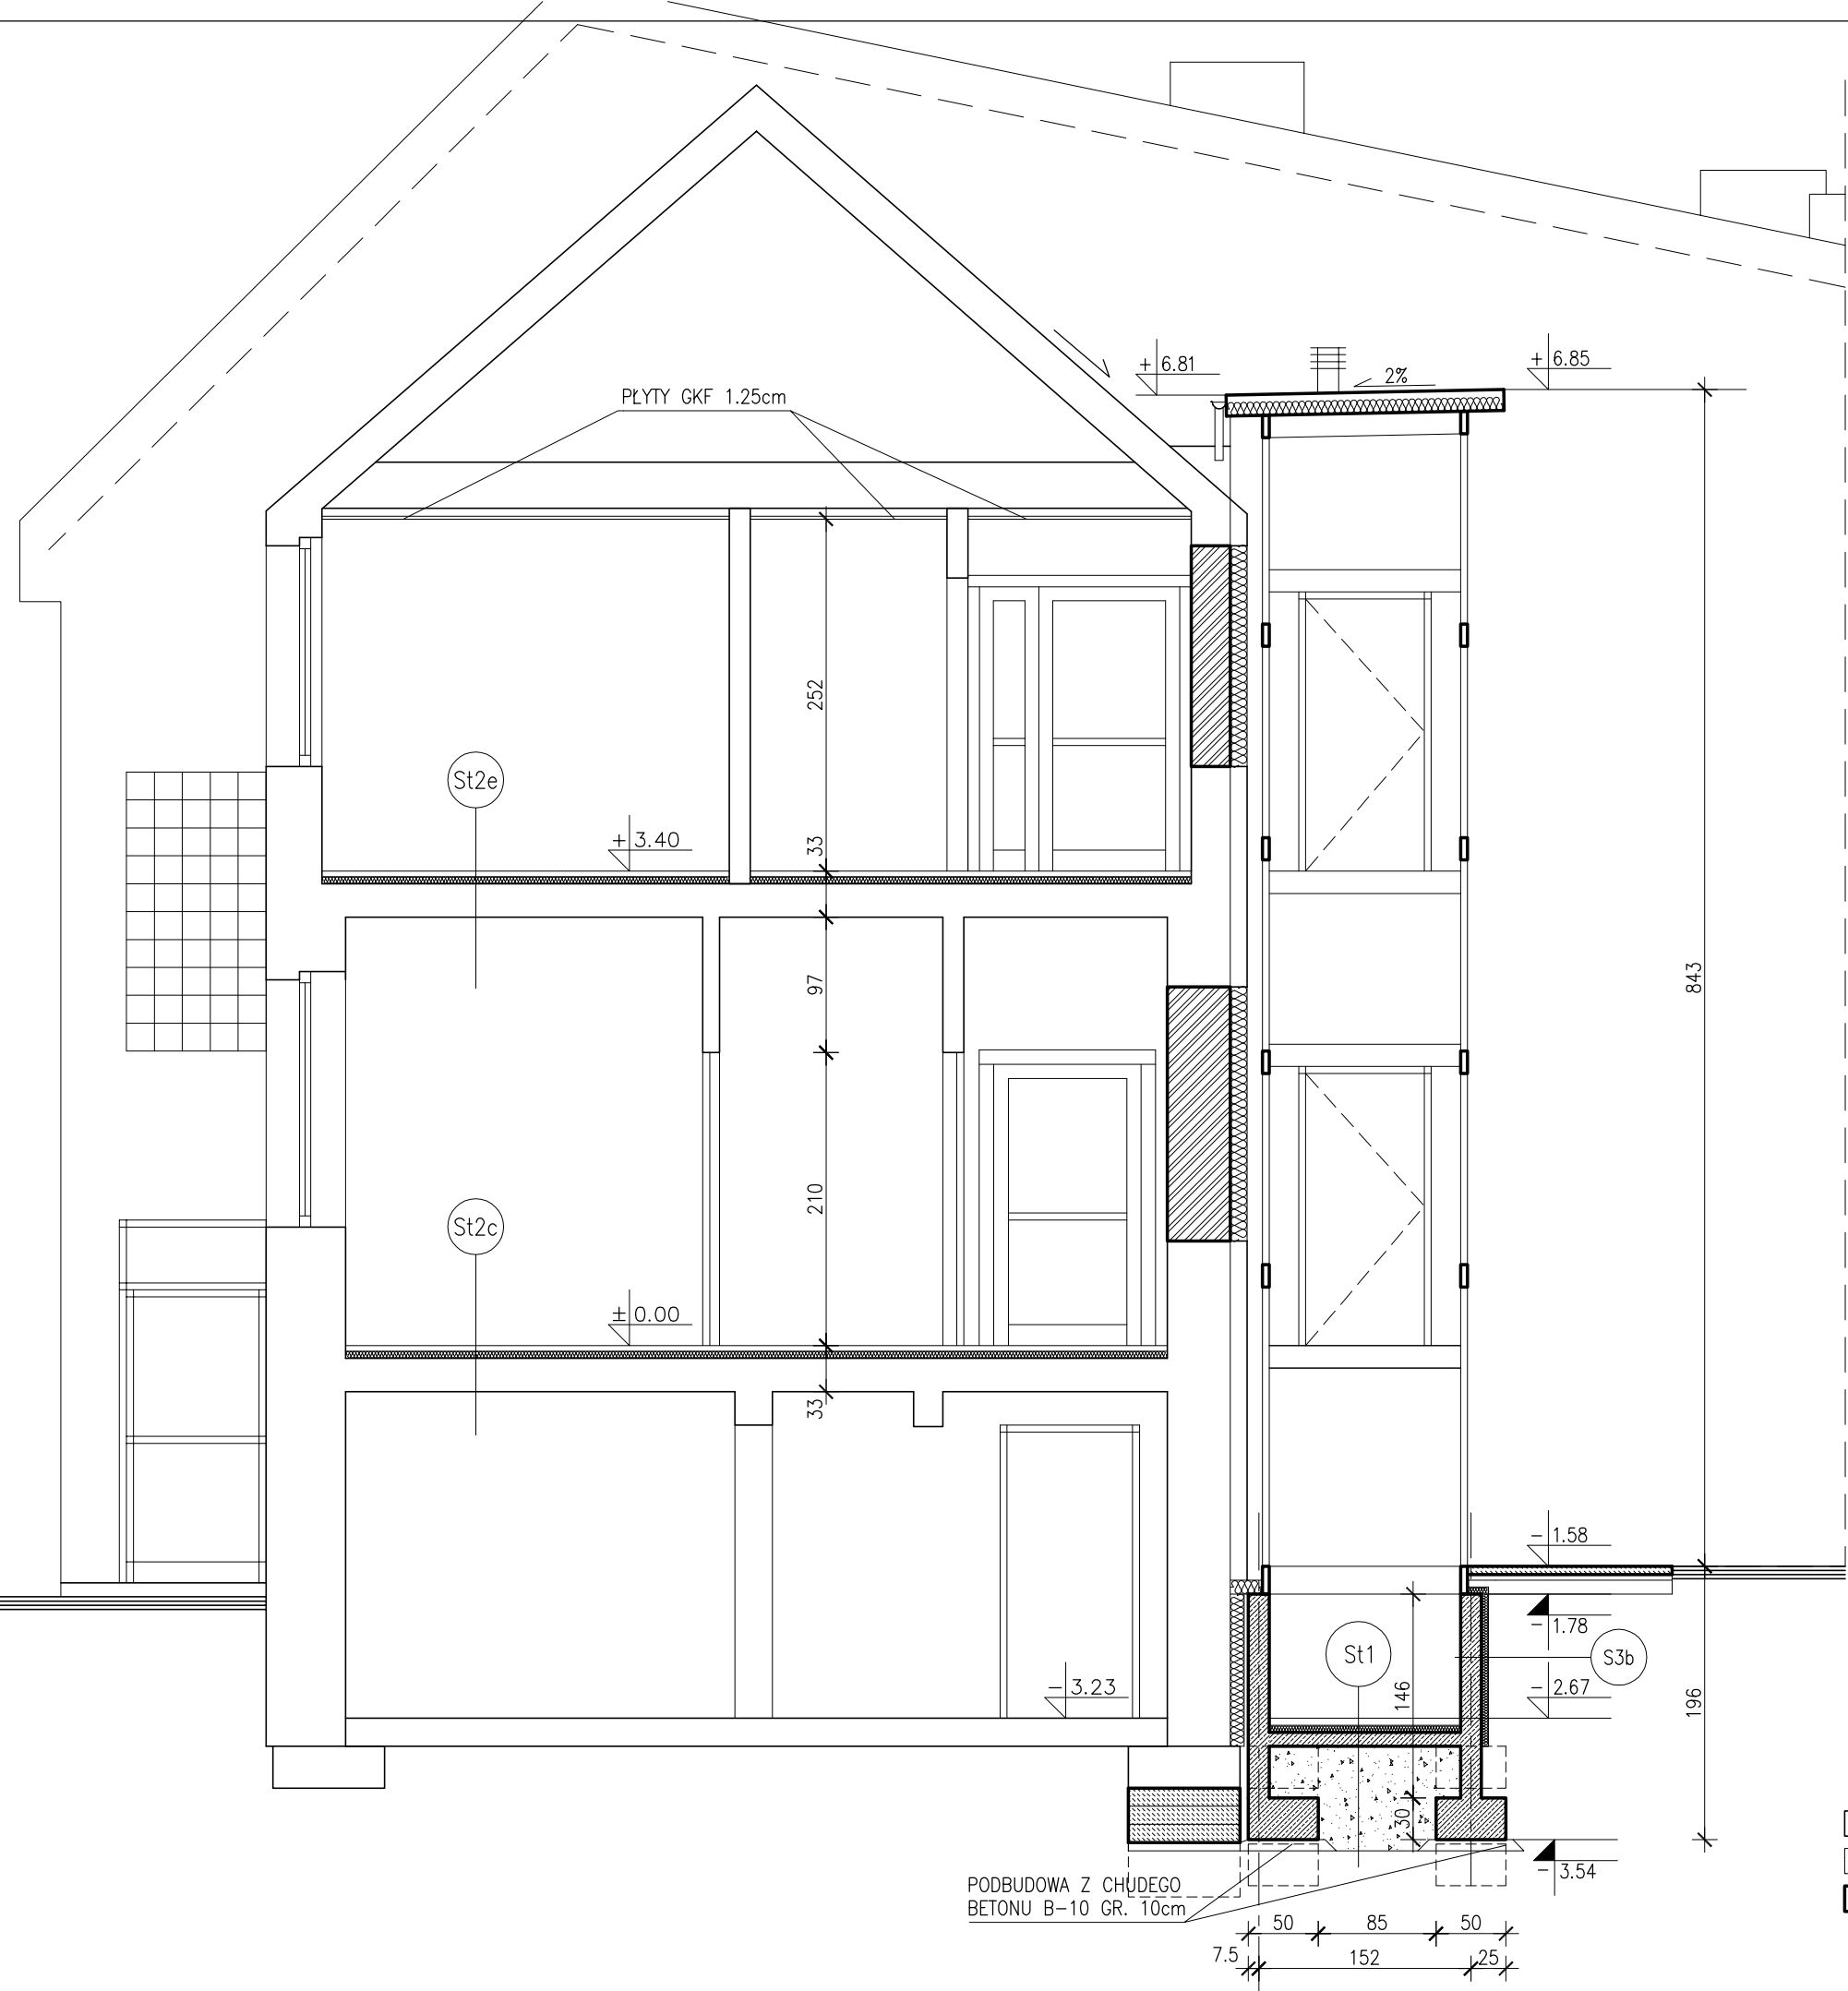 + 6.81
2%
+ 6.85
PŁYTY GKF 1.25cm
252
St2e
+ 3.40
33
97
843
210
St2c
± 0.00
33
- 1.58
- 1.78
St1
S3b
- 3.23
146
- 2.67
196
30
- 3.54
PODBUDOWA Z CHUDEGO
BETONU B-10 GR. 10cm
50 85 50
7.5 152 25